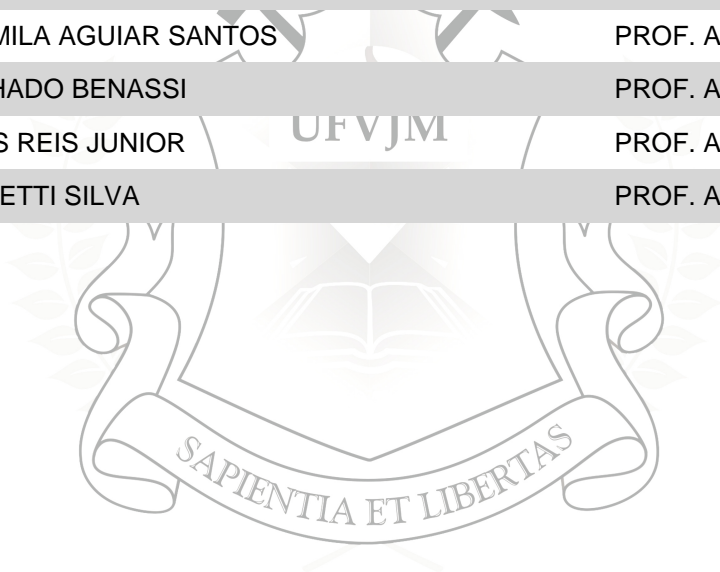 MILA AGUIAR SANTOS PROF. A
HADO BENASSI PROF. A
UFVJM
S REIS JUNIOR PROF. A
ETTI SILVA PROF. A
SAPIENTIA ET LIBERTAS